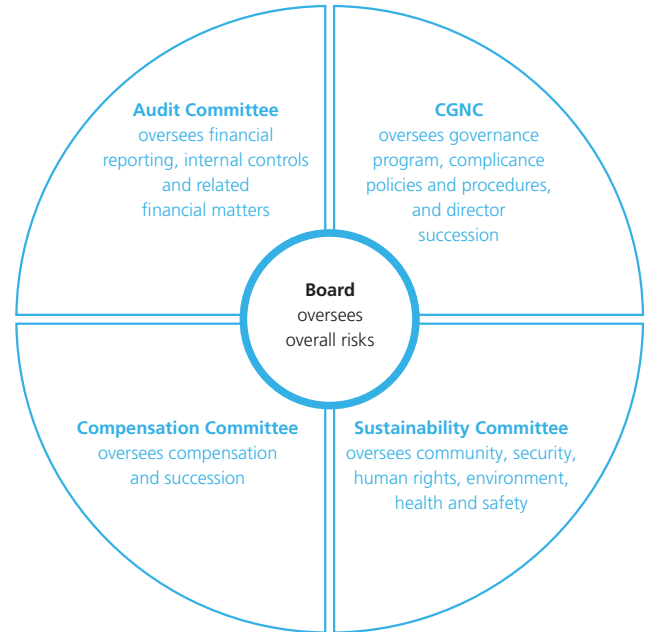 Audit Committee
oversees financial
reporting, internal controls
and related
financial matters
CGNC
oversees governance
program, complicance
policies and procedures,
and director
succession
Board
oversees
overall risks
Compensation Committee
oversees compensation
and succession
Sustainability Committee
oversees community, security,
human rights, environment,
health and safety